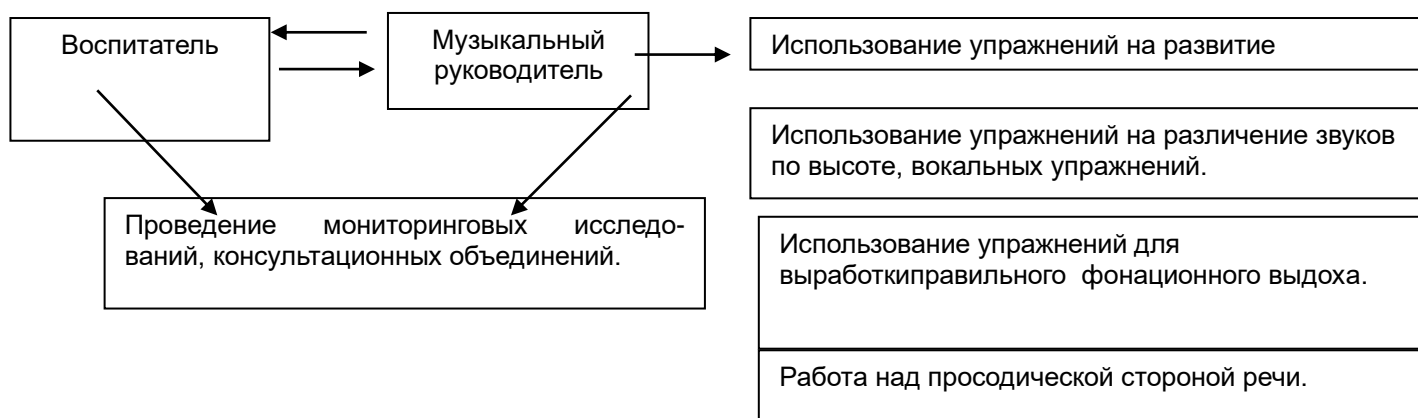 Воспитатель
Музыкальный
руководитель
Использование упражнений на развитие
Использование упражнений на различение звуков
по высоте, вокальных упражнений.
Проведение мониторинговых исследо-
ваний, консультационных объединений.
Использование упражнений для
выработкиправильного фонационного выдоха.
Работа над просодической стороной речи.